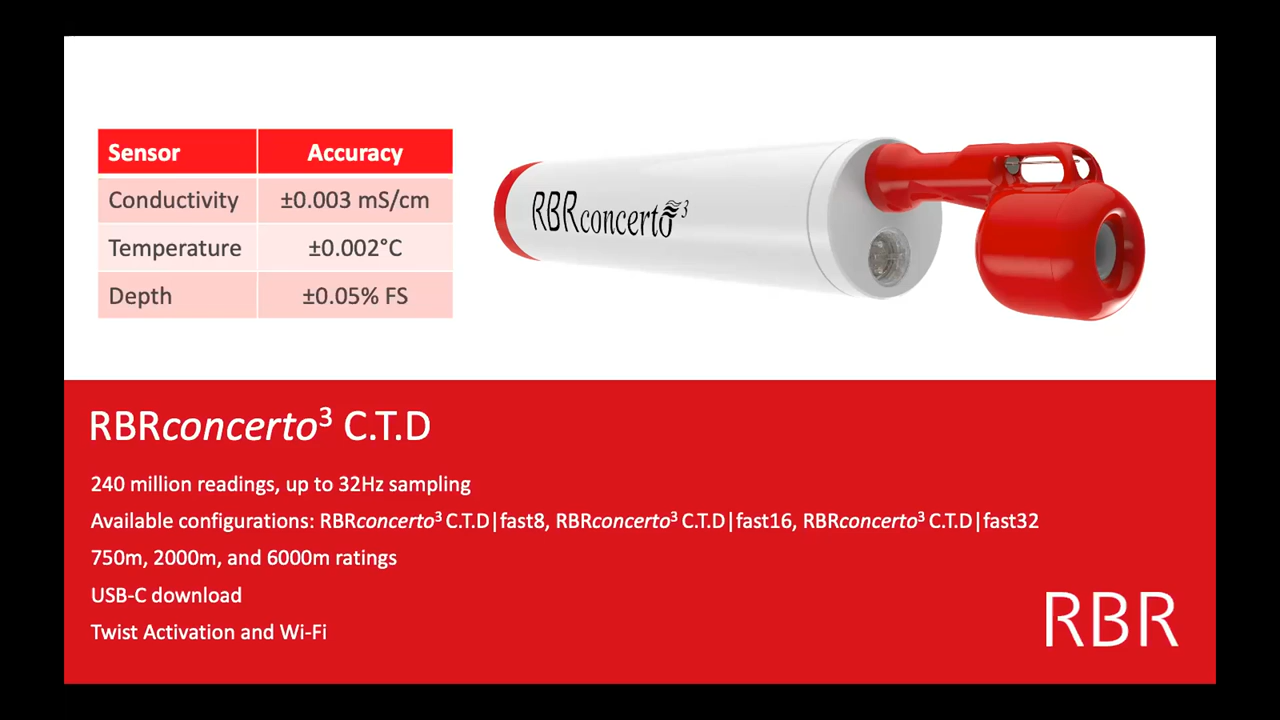 Sensor Accuracy
Conductivity ±0.003 mS/cm
Temperature ±0.002°C
Depth ±0.05% FS
RBRconcerto³
RBRconcerto³ C.T.D
240 million readings, up to 32Hz sampling
Available configurations: RBRconcerto³ C.T.D|fast8, RBRconcerto³ C.T.D|fast16, RBRconcerto³ C.T.D|fast32
750m, 2000m, and 6000m ratings
USB-C download
Twist Activation and Wi-Fi
RBR